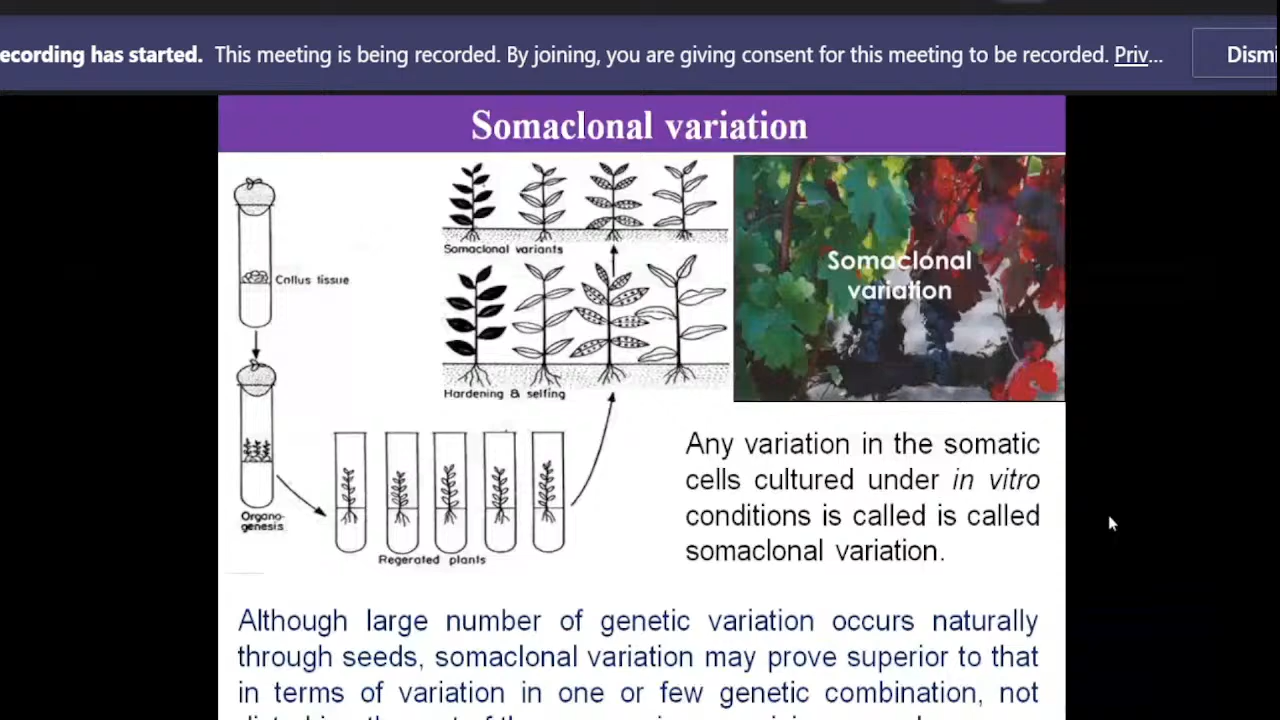 ecording has started. This meeting is being recorded. By joining, you are giving consent for this meeting to be recorded. Priv...
Dismi
Somaclonal variation
Callus tissue
Organo-
genesis
Regerated plants
Somaclonal variants
Hardening & selfing
Somaclonal
variation
Any variation in the somatic
cells cultured under in vitro
conditions is called is called
somaclonal variation.
Although large number of genetic variation occurs naturally
through seeds, somaclonal variation may prove superior to that
in terms of variation in one or few genetic combination, not